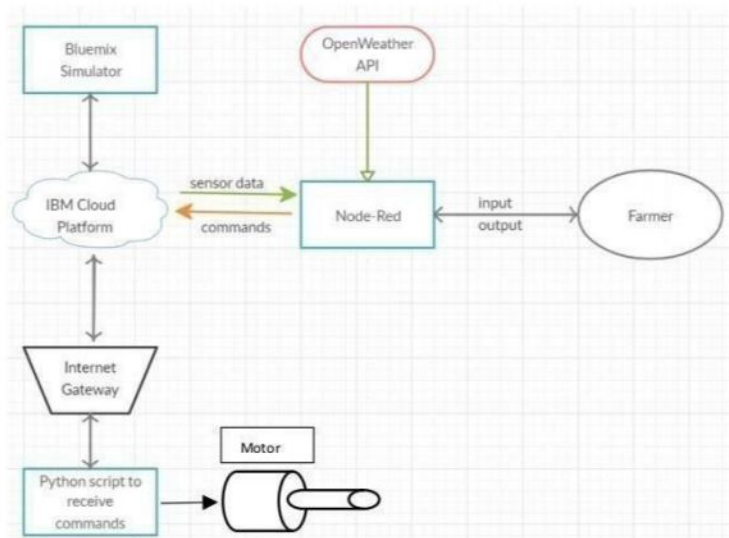 Bluemix
Simulator
OpenWeather
API
sensor data
IBM Cloud
Platform
commands
Node-Red
input
output
Farmer
Internet
Gateway
Motor
Python script to
receive
commands